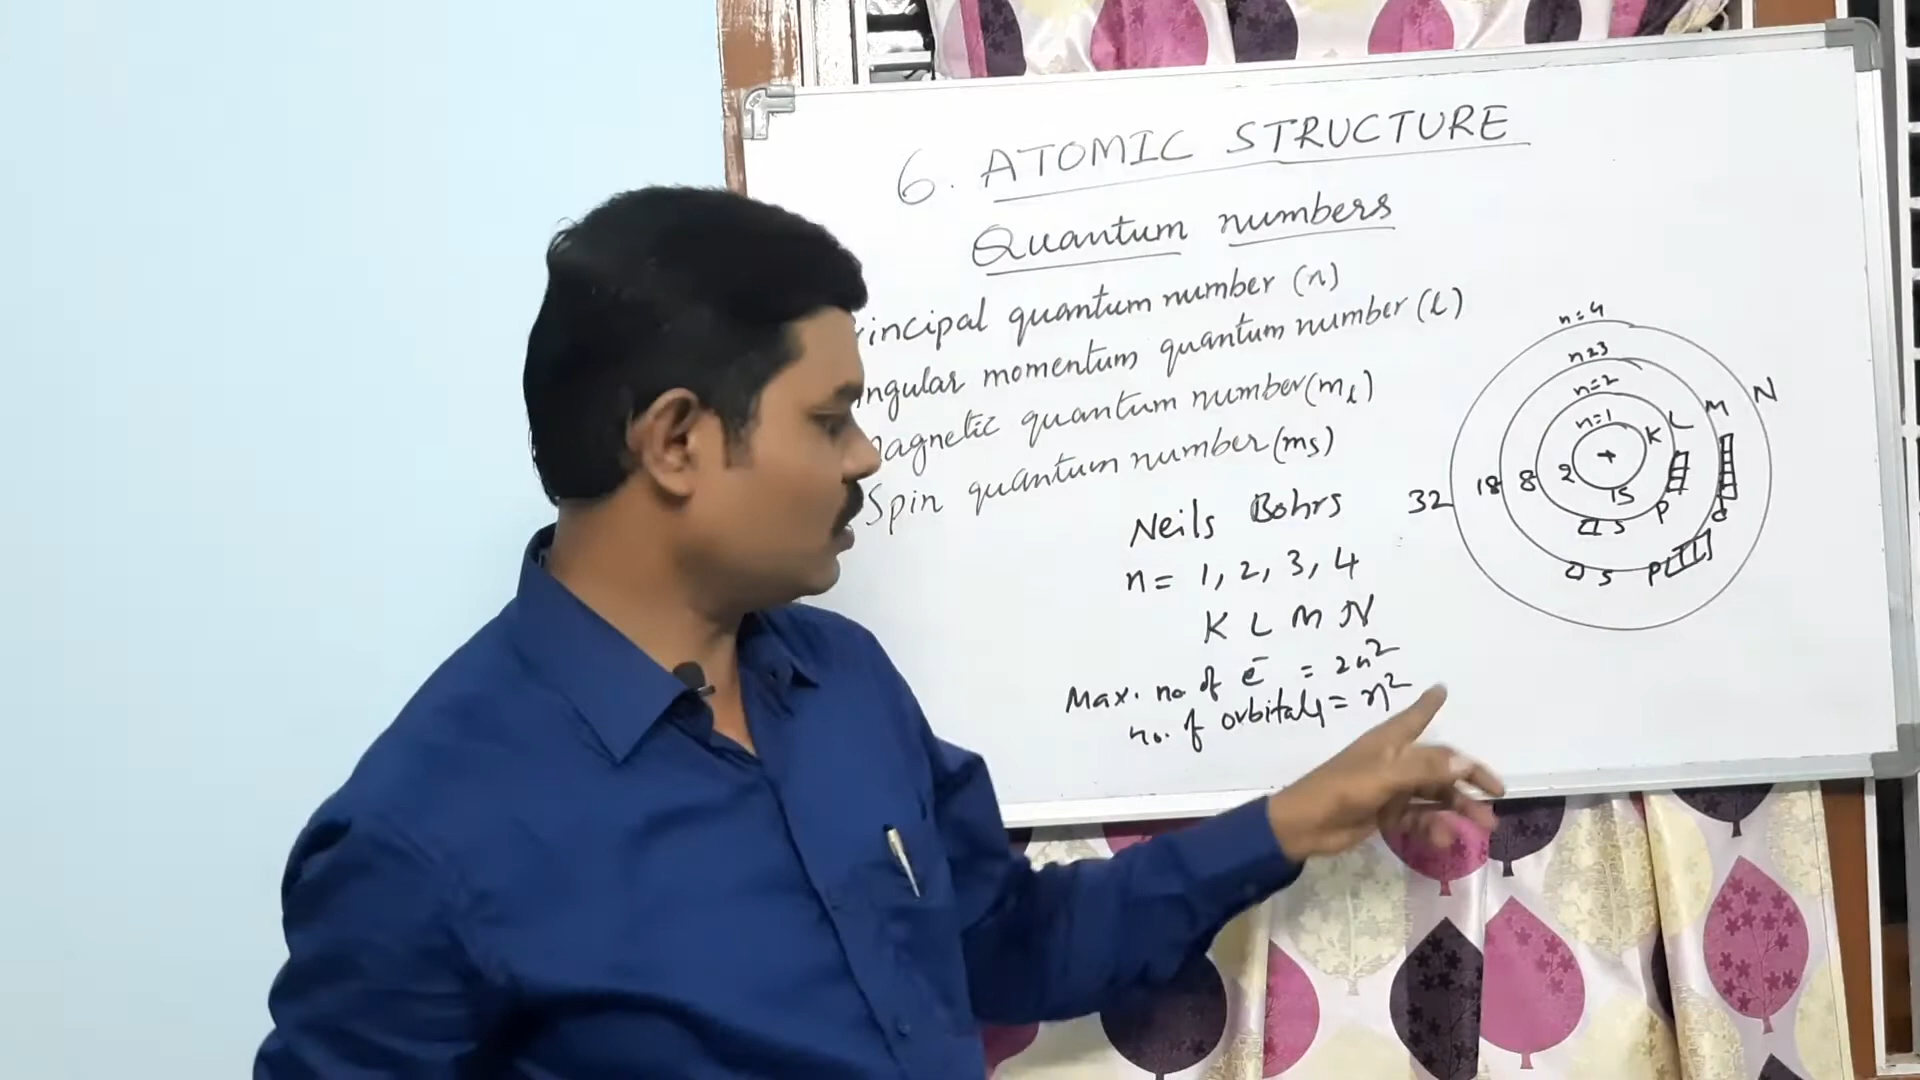 6. ATOMIC STRUCTURE
Quantum numbers
rincipal quantum number (n)
ngular momentum quantum number (l)
agnetic quantum number (ml)
Spin quantum number (ms)
Neils Bohrs
n = 1, 2, 3, 4
K L M N
Max. no of e̅ = 2n²
no. of orbitals = n²
n=4
n=3
n=2
n=1
K L M N
+
32 18 8 2
1s
s p
s p d